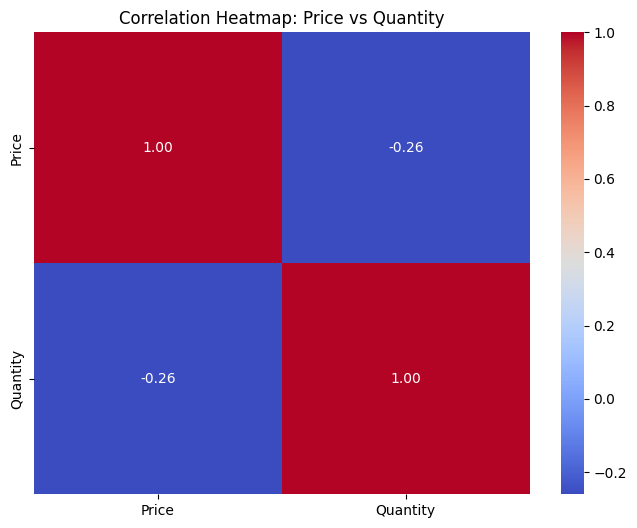 Correlation Heatmap: Price vs Quantity
Price
1.00
-0.26
Quantity
-0.26
1.00
Price
Quantity
1.0
0.8
0.6
0.4
0.2
0.0
−0.2